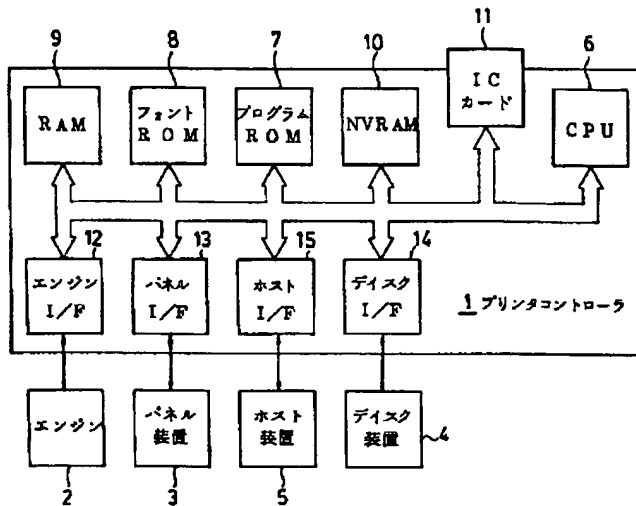 9
8
7
10
11
6
RAM
フォント
ROM
プログラム
ROM
NVRAM
IC
カード
CPU
12
13
15
14
エンジン
I/F
パネル
I/F
ホスト
I/F
ディスク
I/F
1 プリンタコントローラ
エンジン
パネル
装置
ホスト
装置
ディスク
装置
2
3
5
4